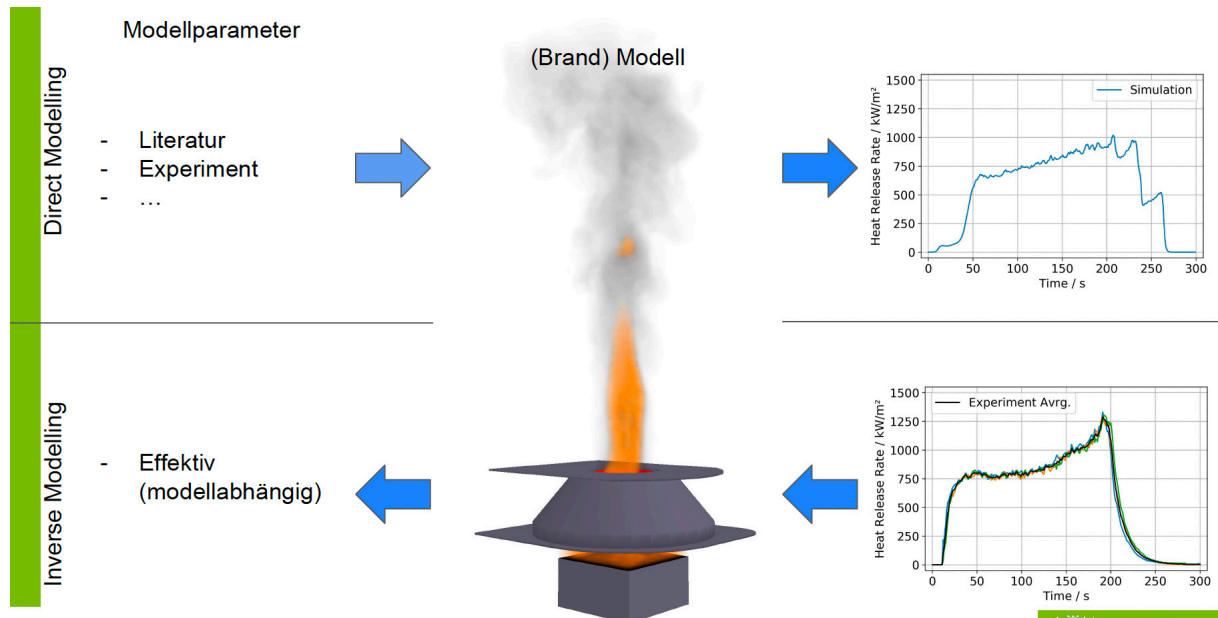 Modellparameter
(Brand) Modell
Direct Modelling
- Literatur
- Experiment
- …
1500
1250
1000
750
500
250
0
Heat Release Rate / kW/m²
Simulation
0 50 100 150 200 250 300
Time / s
Inverse Modelling
- Effektiv
(modellabhängig)
1500
1250
1000
750
500
250
0
Heat Release Rate / kW/m²
Experiment Avrg.
0 50 100 150 200 250 300
Time / s